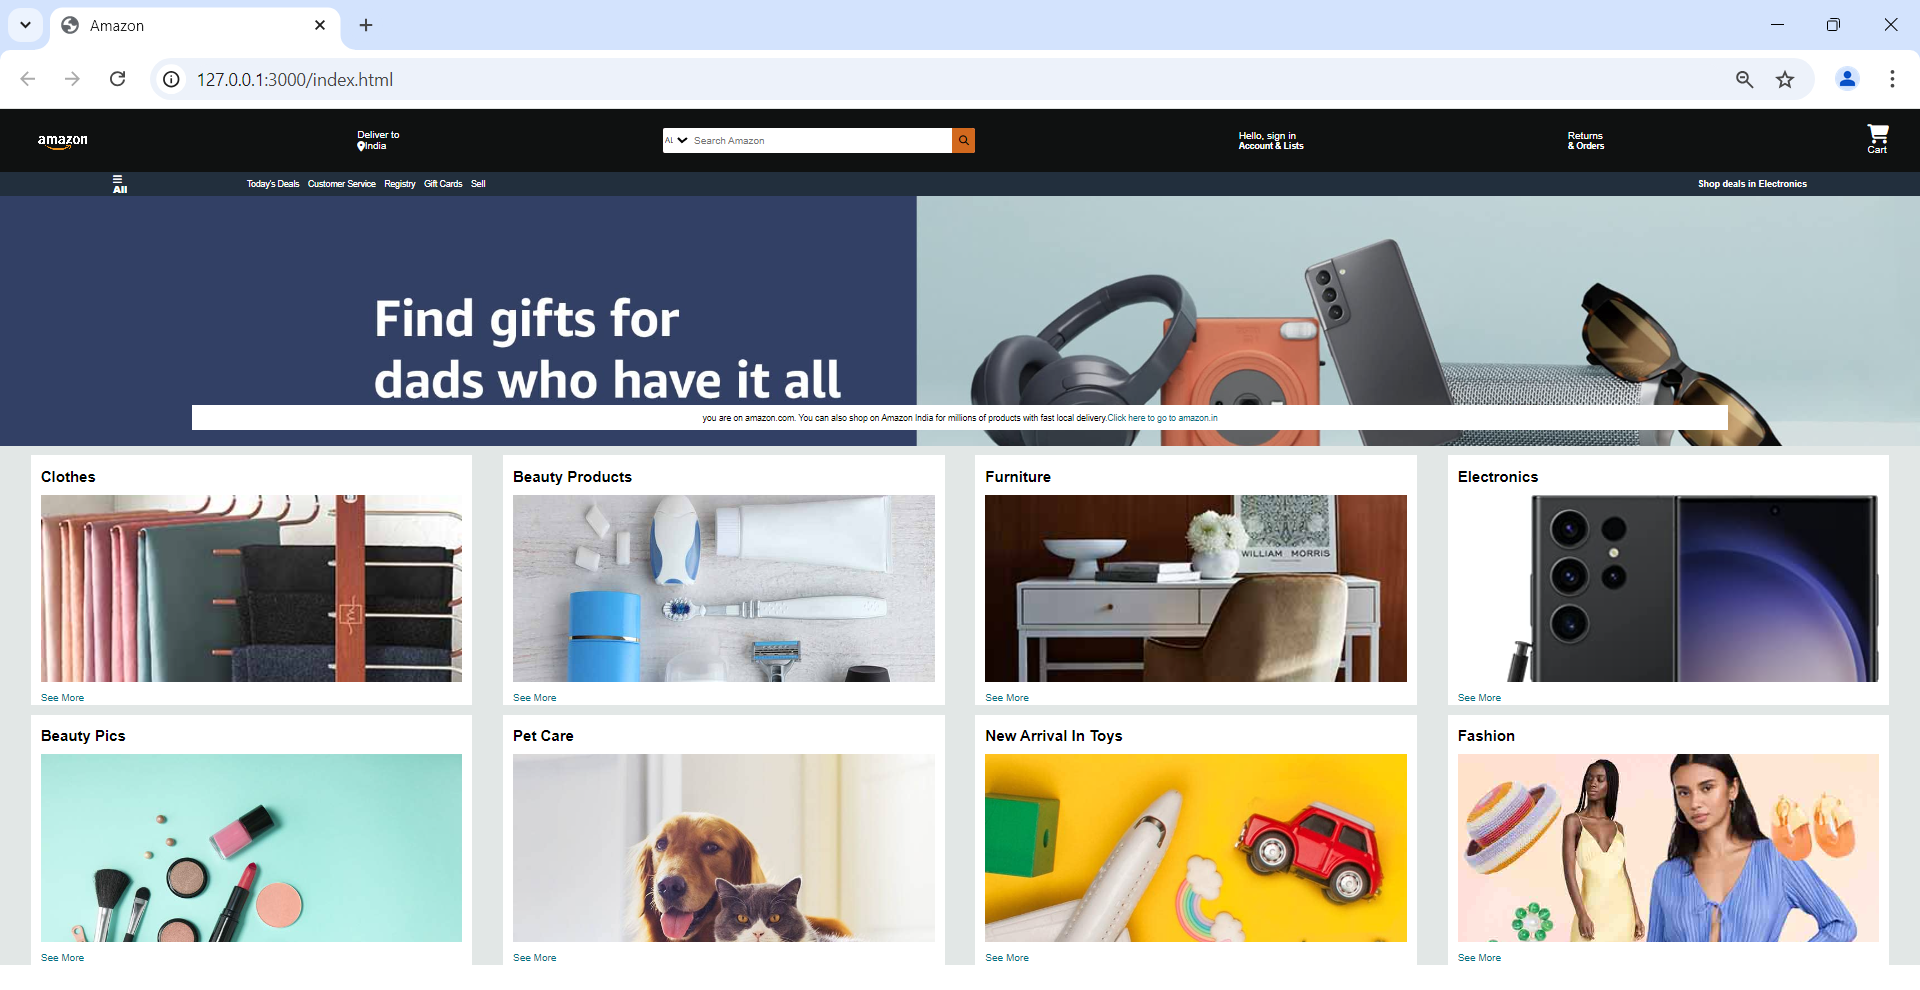 Amazon
127.0.0.1:3000/index.html
amazon
Deliver to
India
Search Amazon
Hello, sign in
Account & Lists
Returns
& Orders
Cart
All
Today's Deals Customer Service Registry Gift Cards Sell
Shop deals in Electronics
Find gifts for
dads who have it all
you are on amazon.com. You can also shop on Amazon India for millions of products with fast local delivery.Click here to go to amazon.in
Clothes
Beauty Products
Furniture
Electronics
WILLIAM MORRIS
See More
See More
See More
See More
Beauty Pics
Pet Care
New Arrival In Toys
Fashion
See More
See More
See More
See More